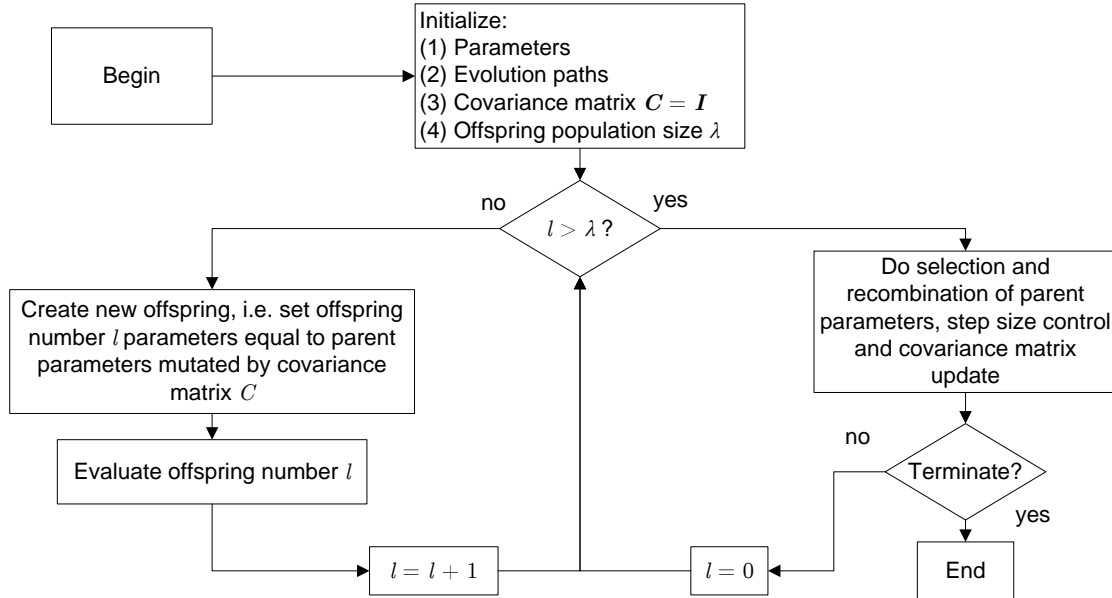 Begin
Initialize:
(1) Parameters
(2) Evolution paths
(3) Covariance matrix C = I
(4) Offspring population size λ
no
yes
l > λ?
Create new offspring, i.e. set offspring
number l parameters equal to parent
parameters mutated by covariance
matrix C
Do selection and
recombination of parent
parameters, step size control
and covariance matrix
update
Evaluate offspring number l
no
Terminate?
yes
l = l + 1
l = 0
End